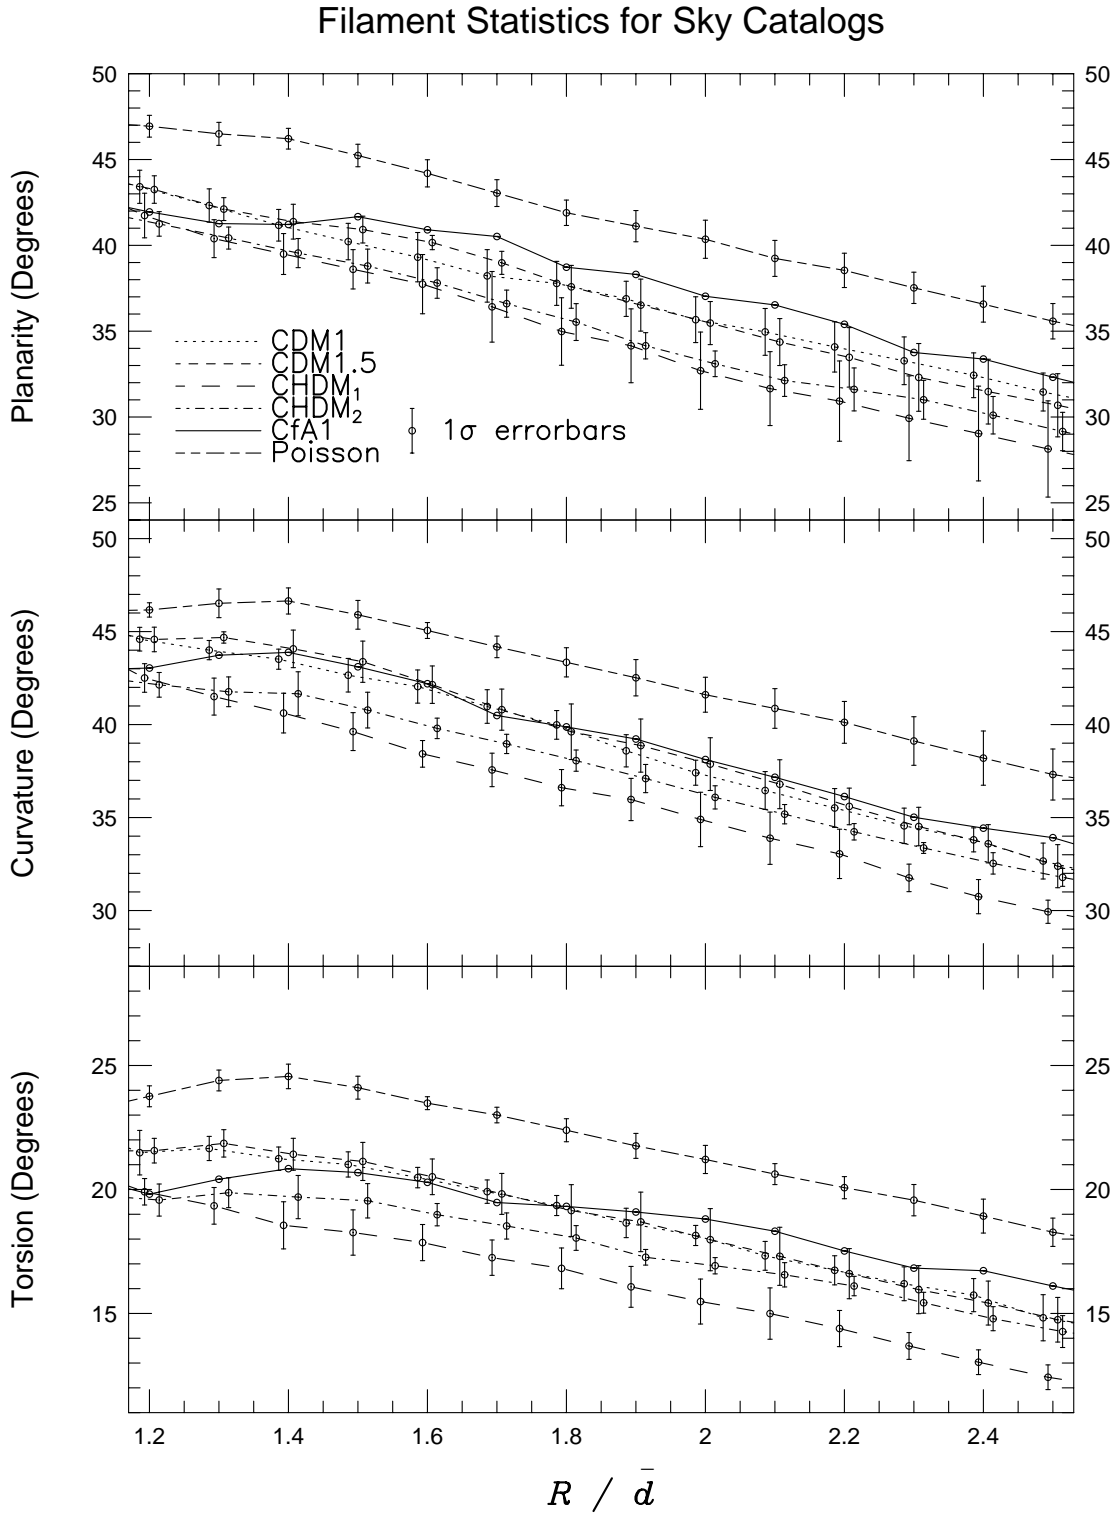 Filament Statistics for Sky Catalogs
Planarity (Degrees)
50 50
45 45
40 40
35 35
30 30
25 25
CDM1
CDM1.5
CHDM₁
CHDM₂
CfA1
Poisson
1σ errorbars
Curvature (Degrees)
50 50
45 45
40 40
35 35
30 30
Torsion (Degrees)
25 25
20 20
15 15
1.2 1.4 1.6 1.8 2 2.2 2.4
R / d̄